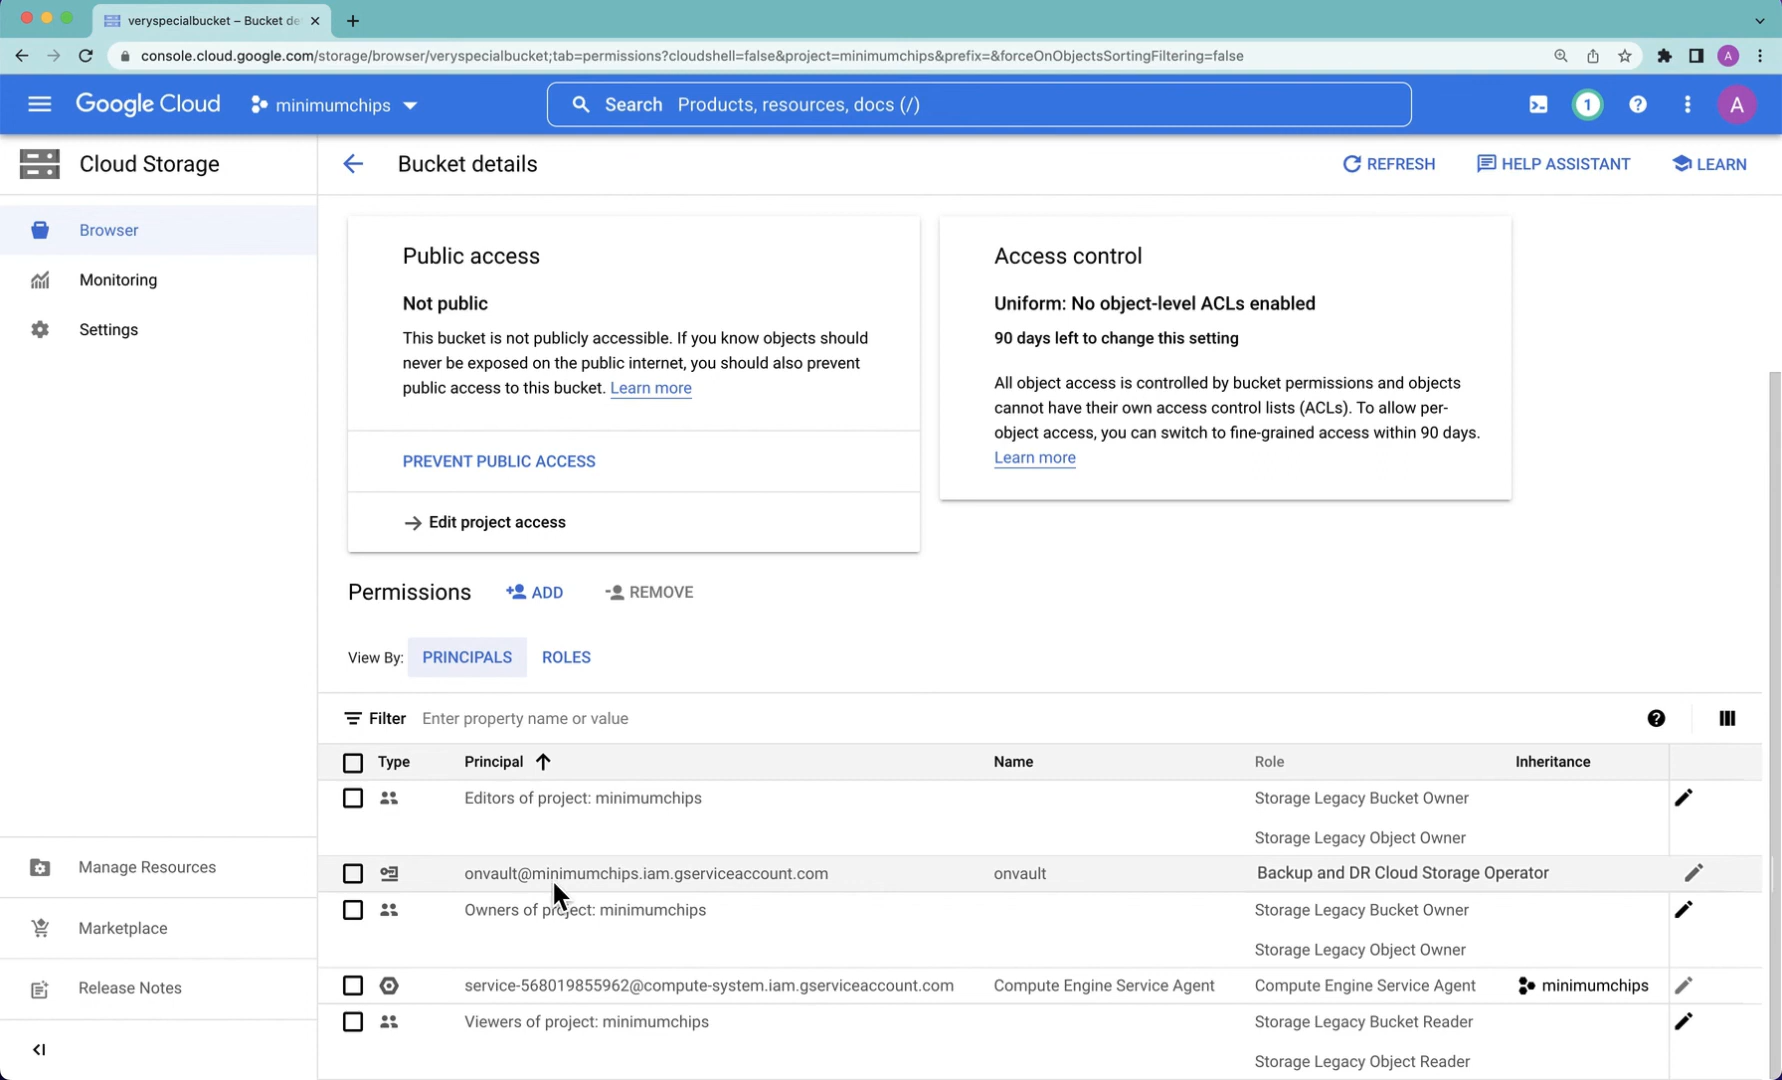 veryspecialbucket – Bucket de
console.cloud.google.com/storage/browser/veryspecialbucket;tab=permissions?cloudshell=false&project=minimumchips&prefix=&forceOnObjectsSortingFiltering=false
A
Google Cloud
minimumchips
Search Products, resources, docs (/)
1
A
Cloud Storage
Bucket details
REFRESH
HELP ASSISTANT
LEARN
Browser
Monitoring
Settings
Manage Resources
Marketplace
Release Notes
Public access
Not public
This bucket is not publicly accessible. If you know objects should
never be exposed on the public internet, you should also prevent
public access to this bucket. Learn more
PREVENT PUBLIC ACCESS
Edit project access
Access control
Uniform: No object-level ACLs enabled
90 days left to change this setting
All object access is controlled by bucket permissions and objects
cannot have their own access control lists (ACLs). To allow per-
object access, you can switch to fine-grained access within 90 days.
Learn more
Permissions
ADD
REMOVE
View By: PRINCIPALS ROLES
Filter Enter property name or value
Type Principal Name Role Inheritance
Editors of project: minimumchips Storage Legacy Bucket Owner
Storage Legacy Object Owner
onvault@minimumchips.iam.gserviceaccount.com onvault Backup and DR Cloud Storage Operator
Owners of project: minimumchips Storage Legacy Bucket Owner
Storage Legacy Object Owner
service-568019855962@compute-system.iam.gserviceaccount.com Compute Engine Service Agent Compute Engine Service Agent minimumchips
Viewers of project: minimumchips Storage Legacy Bucket Reader
Storage Legacy Object Reader